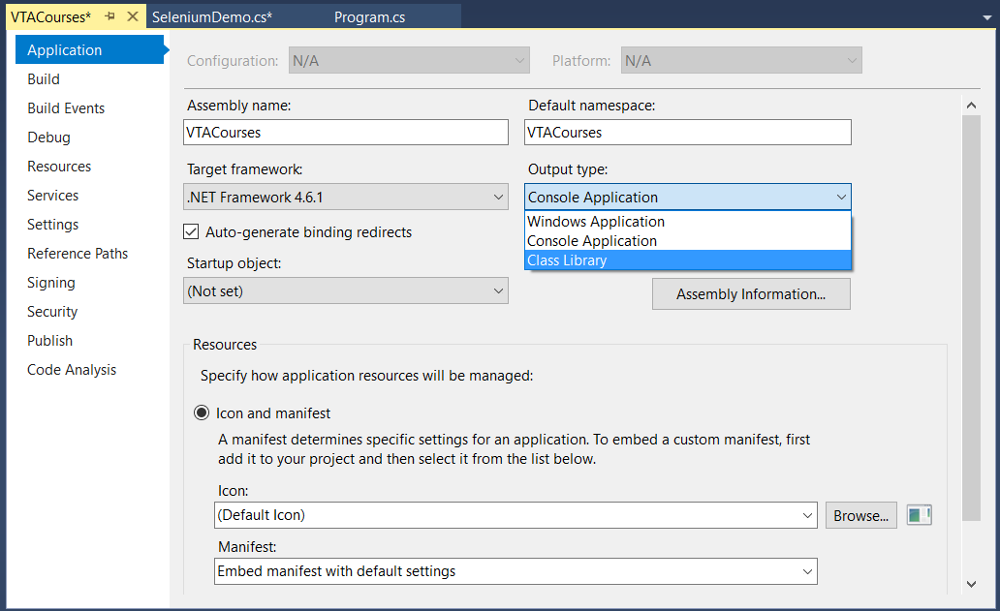 VTACourses*
SeleniumDemo.cs*
Program.cs
Application
Build
Build Events
Debug
Resources
Services
Settings
Reference Paths
Signing
Security
Publish
Code Analysis
Configuration: N/A
Platform: N/A
Assembly name:
VTACourses
Default namespace:
VTACourses
Target framework:
.NET Framework 4.6.1
Output type:
Console Application
Windows Application
Console Application
Class Library
Auto-generate binding redirects
Startup object:
(Not set)
Assembly Information...
Resources
Specify how application resources will be managed:
Icon and manifest
A manifest determines specific settings for an application. To embed a custom manifest, first
add it to your project and then select it from the list below.
Icon:
(Default Icon)
Browse...
Manifest:
Embed manifest with default settings